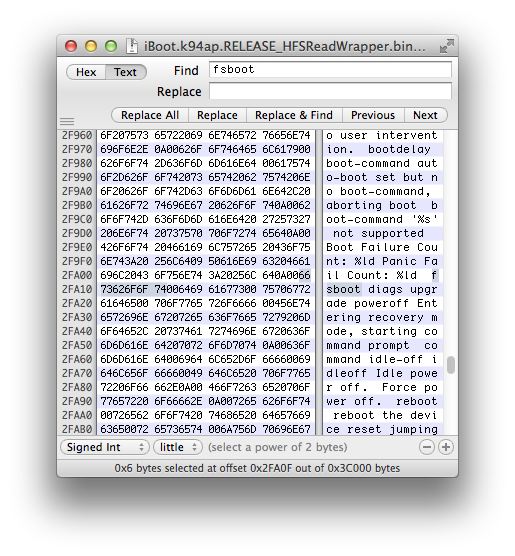 iBoot.k94ap.RELEASE_HFSReadWrapper.bin...
Hex Text Find fsboot
Replace
Replace All Replace Replace & Find Previous Next
2F960 6F207573 65722069 6E746572 76656E74 o user intervent
2F970 696F6E2E 0A00626F 6F746465 6C617900 ion.  bootdelay
2F980 626F6F74 2D636F6D 6D616E64 00617574 boot-command aut
2F990 6F2D626F 6F742073 65742062 7574206E o-boot set but n
2F9A0 6F20626F 6F742D63 6F6D6D61 6E642C20 o boot-command,
2F9B0 61626F72 74696E67 20626F6F 740A0062 aborting boot  b
2F9C0 6F6F742D 636F6D6D 616E6420 27257327 oot-command '%s'
2F9D0 206E6F74 20737570 706F7274 65640A00 not supported
2F9E0 426F6F74 20466169 6C757265 20436F75 Boot Failure Cou
2F9F0 6E743A20 256C6409 50616E69 63204661 nt: %ld Panic Fa
2FA00 696C2043 6F756E74 3A20256C 640A0066 il Count: %ld  f
2FA10 73626F6F 74006469 61677300 75706772 sboot diags upgr
2FA20 61646500 706F7765 726F6666 00456E74 ade poweroff Ent
2FA30 6572696E 67207265 636F7665 7279206D ering recovery m
2FA40 6F64652C 20737461 7274696E 6720636F ode, starting co
2FA50 6D6D616E 64207072 6F6D7074 0A00636F mmand prompt  co
2FA60 6D6D616E 64006964 6C652D6F 66660069 mmand idle-off i
2FA70 646C656F 66660049 646C6520 706F7765 dleoff Idle powe
2FA80 72206F66 662E0A00 466F7263 6520706F r off.  Force po
2FA90 77657220 6F66662E 0A007265 626F6F74 wer off.  reboot
2FAA0 00726562 6F6F7420 74686520 64657669 reboot the devi
2FAB0 63650072 65736574 006A756D 70696E67 ce reset jumping
Signed Int little (select a power of 2 bytes)
0x6 bytes selected at offset 0x2FA0F out of 0x3C000 bytes